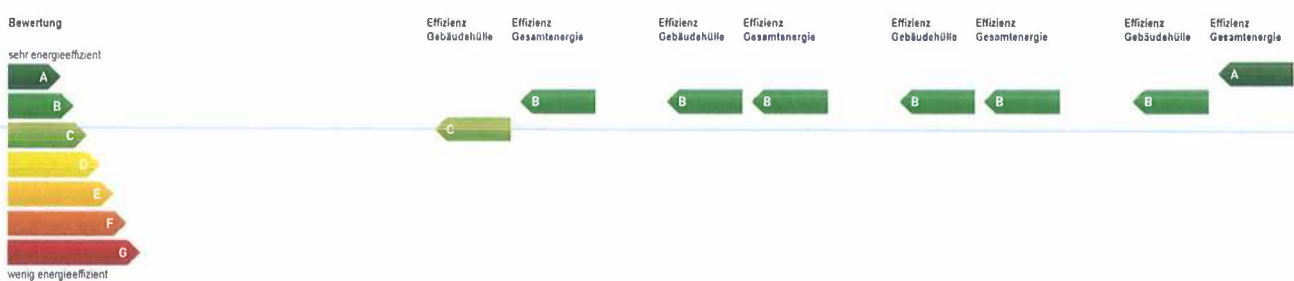 Bewertung
Effizienz Effizienz Effizienz Effizienz Effizienz Effizienz Effizienz Effizienz
Gebäudehülle Gesamtenergie Gebäudehülle Gesamtenergie Gebäudehülle Gesamtenergie Gebäudehülle Gesamtenergie
sehr energieeffizient
A A
B B B B B B B
C C
D
E
F
G
wenig energieeffizient